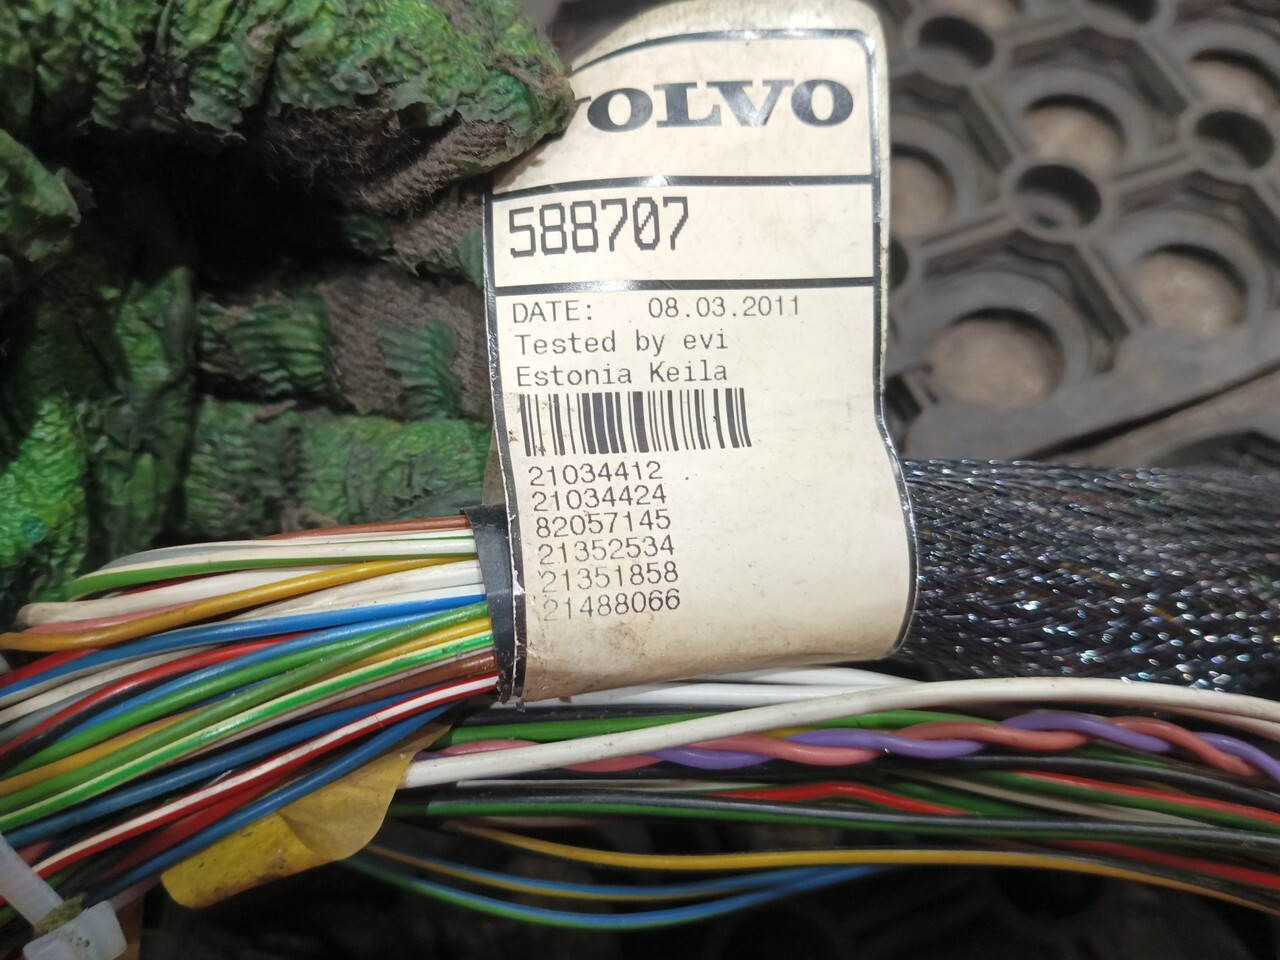 VOLVO
588707
DATE: 08.03.2011
Tested by evi
Estonia Keila
21034412
21034424
82057145
21352534
21351858
21488066